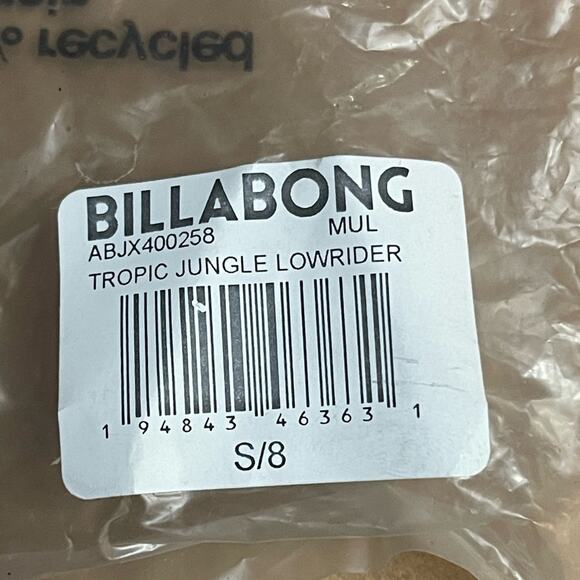 % recycled
BILLABONG
ABJX400258 MUL
TROPIC JUNGLE LOWRIDER
1 94843 46363 1
S/8